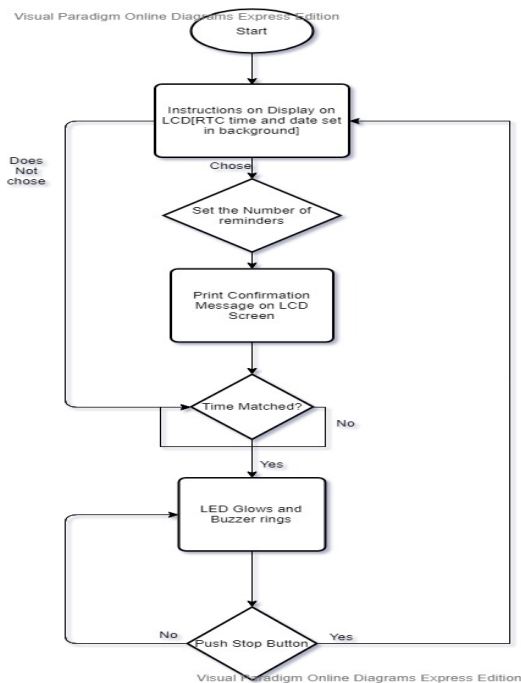 Visual Paradigm Online Diagrams Express Edition
Start
Instructions on Display on
LCD[RTC time and date set
in background]
Does
Not
chose
Chose
Set the Number of
reminders
Print Confirmation
Message on LCD
Screen
Time Matched?
No
Yes
LED Glows and
Buzzer rings
No
Push Stop Button
Yes
Visual Paradigm Online Diagrams Express Edition